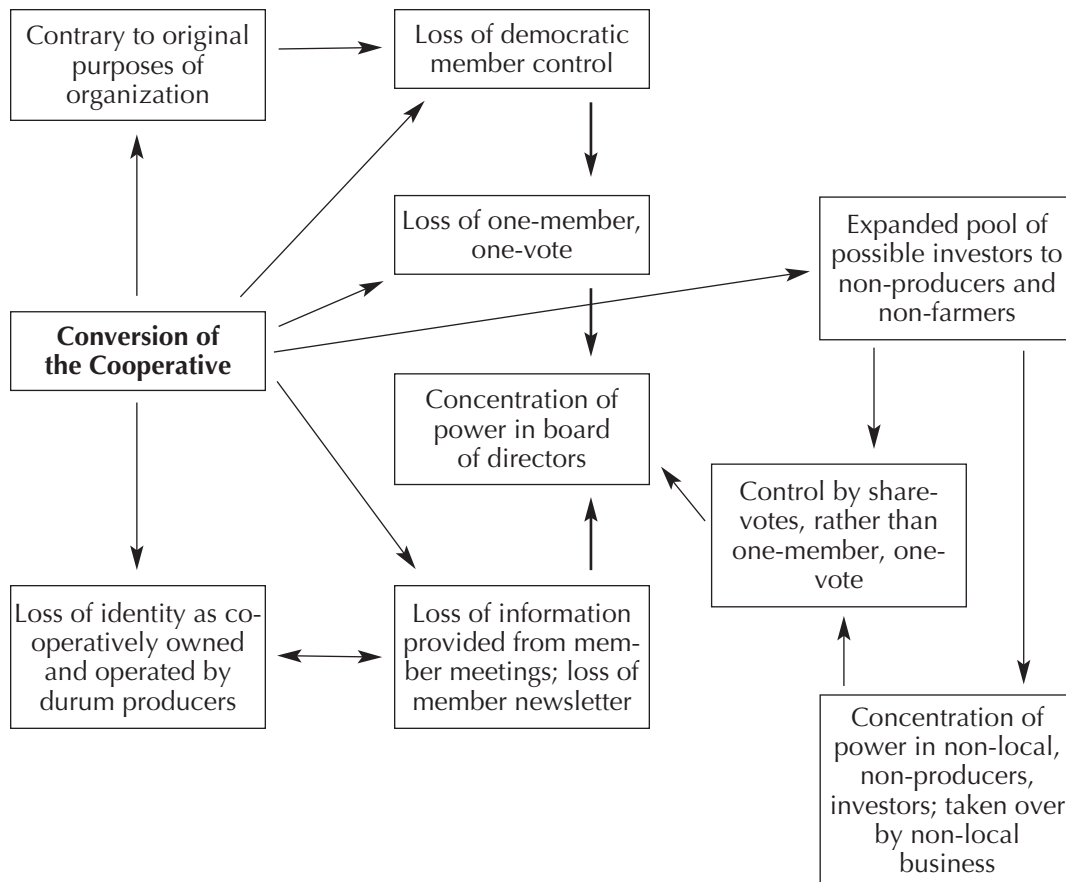 Contrary to original
purposes of
organization
Loss of democratic
member control
Loss of one-member,
one-vote
Expanded pool of
possible investors to
non-producers and
non-farmers
Conversion of
the Cooperative
Concentration of
power in board
of directors
Control by share-
votes, rather than
one-member, one-
vote
Loss of identity as co-
operatively owned
and operated by
durum producers
Loss of information
provided from mem-
ber meetings; loss of
member newsletter
Concentration of
power in non-local,
non-producers,
investors; taken over
by non-local
business